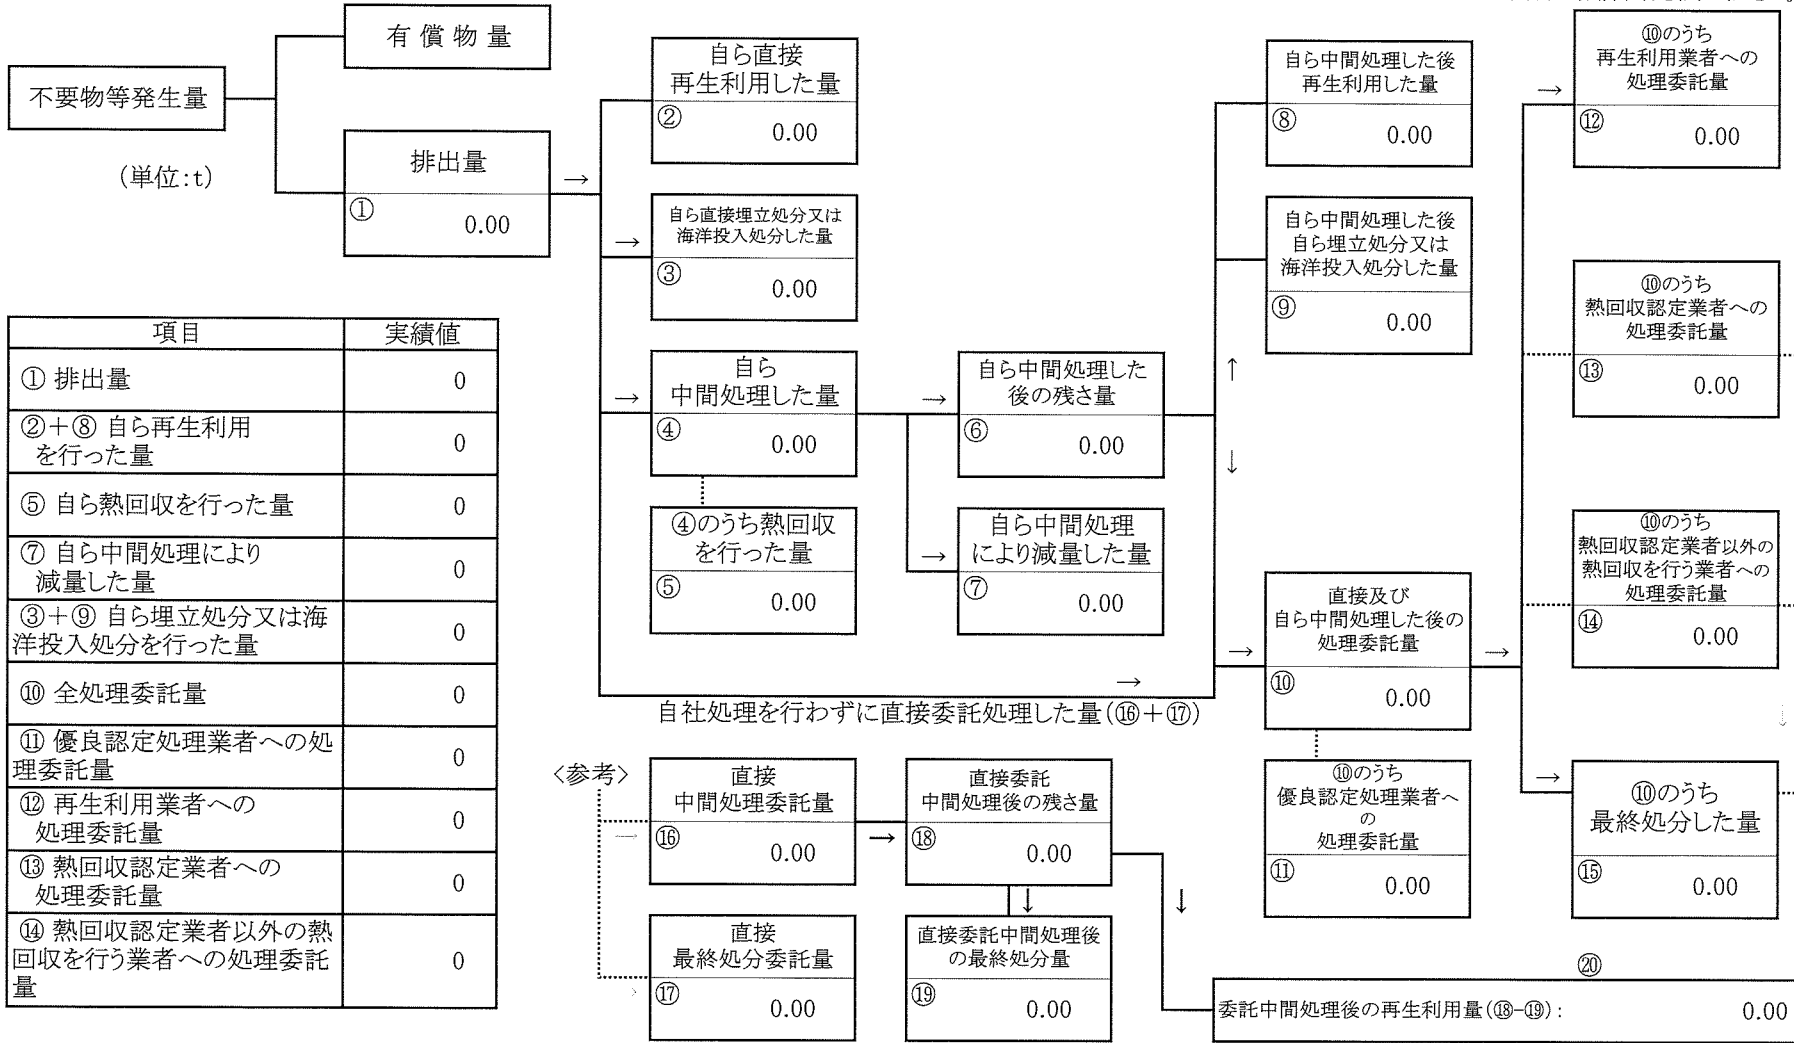 有償物量
不要物等発生量
(単位:t)
排出量
① 0.00
→
自ら直接
再生利用した量
② 0.00
→
自ら直接埋立処分又は
海洋投入処分した量
③ 0.00
→
自ら
中間処理した量
④ 0.00
④のうち熱回収
を行った量
⑤ 0.00
→
自ら中間処理した
後の残さ量
⑥ 0.00
→
自ら中間処理
により減量した量
⑦ 0.00
自ら中間処理した後
再生利用した量
⑧ 0.00
自ら中間処理した後
自ら埋立処分又は
海洋投入処分した量
⑨ 0.00
↑
↓
→
直接及び
自ら中間処理した後の
処理委託量
⑩ 0.00
→
自社処理を行わずに直接委託処理した量(⑯+⑰)
⑩のうち
優良認定処理業者へ
の
処理委託量
⑪ 0.00
→
→
⑩のうち
再生利用業者への
処理委託量
⑫ 0.00
⑩のうち
熱回収認定業者への
処理委託量
⑬ 0.00
⑩のうち
熱回収認定業者以外の
熱回収を行う業者への
処理委託量
⑭ 0.00
↓
→
⑩のうち
最終処分した量
⑮ 0.00
項目 実績値
① 排出量 0
②+⑧ 自ら再生利用
を行った量 0
⑤ 自ら熱回収を行った量 0
⑦ 自ら中間処理により
減量した量 0
③+⑨ 自ら埋立処分又は海
洋投入処分を行った量 0
⑩ 全処理委託量 0
⑪ 優良認定処理業者への処
理委託量 0
⑫ 再生利用業者への
処理委託量 0
⑬ 熱回収認定業者への
処理委託量 0
⑭ 熱回収認定業者以外の熱
回収を行う業者への処理委託
量 0
<参考>
→
直接
中間処理委託量
⑯ 0.00
→
直接委託
中間処理後の残さ量
⑱ 0.00
→
直接
最終処分委託量
⑰ 0.00
↓
直接委託中間処理後
の最終処分量
⑲ 0.00
↓
⑳
委託中間処理後の再生利用量(⑱-⑲): 0.00